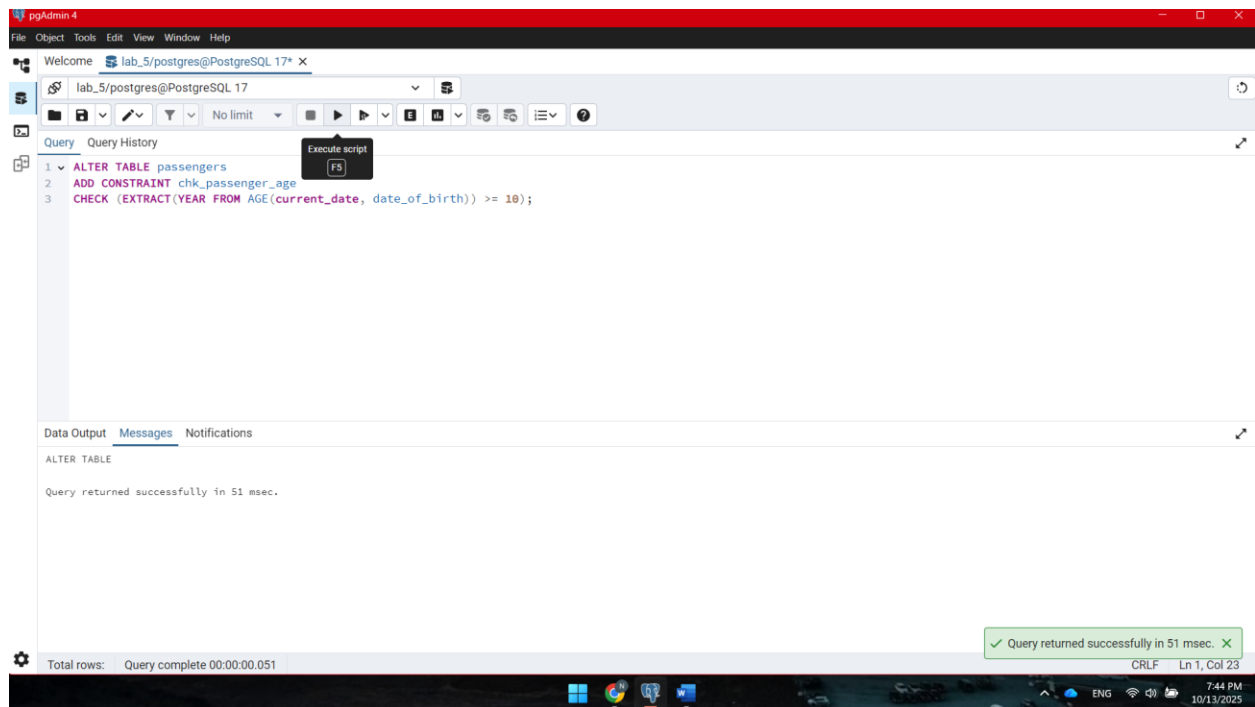 pgAdmin 4
File Object Tools Edit View Window Help
Welcome lab_5/postgres@PostgreSQL 17*
lab_5/postgres@PostgreSQL 17
No limit
E
Query Query History
Execute script
F5
1 ALTER TABLE passengers
2 ADD CONSTRAINT chk_passenger_age
3 CHECK (EXTRACT(YEAR FROM AGE(current_date, date_of_birth)) >= 10);
Data Output Messages Notifications
ALTER TABLE
Query returned successfully in 51 msec.
Query returned successfully in 51 msec.
Total rows: Query complete 00:00:00.051
CRLF Ln 1, Col 23
ENG
7:44 PM
10/13/2025